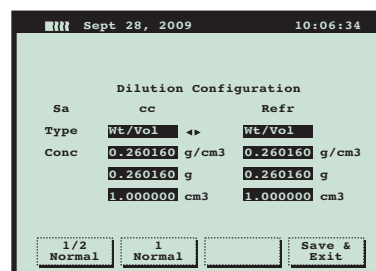 Sept 28, 2009 10:06:34
Dilution Configuration
Sa cc Refr
Type Wt/Vol Wt/Vol
Conc 0.260160 g/cm3 0.260160 g/cm3
0.260160 g 0.260160 g
1.000000 cm3 1.000000 cm3
1/2 Normal
1 Normal
Save & Exit